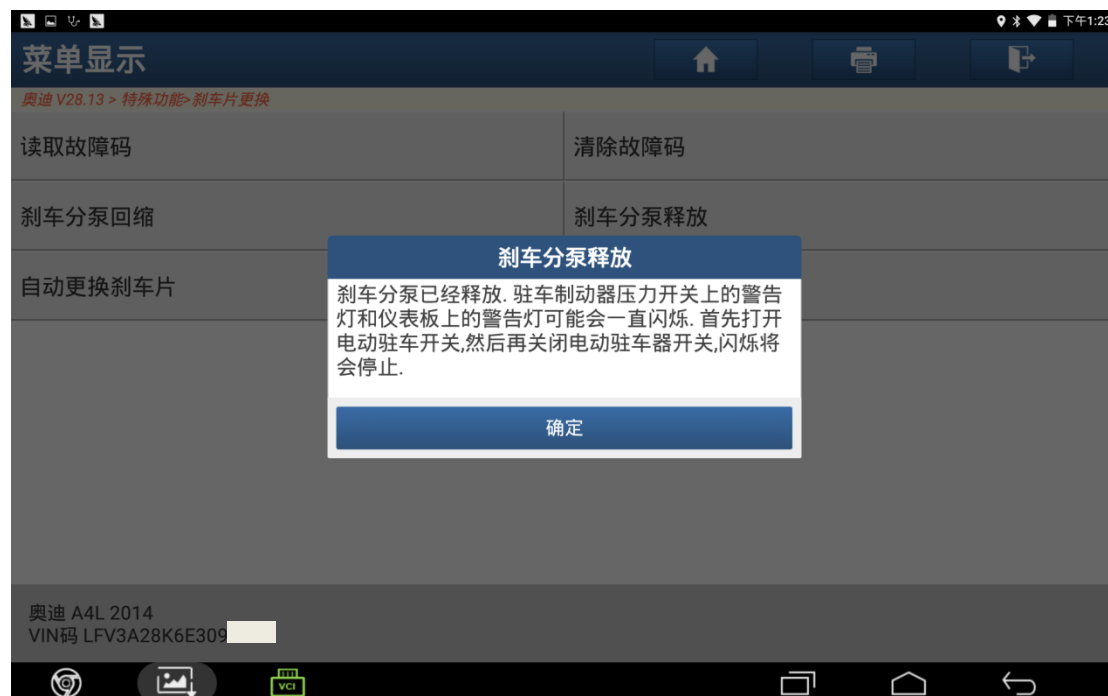 下午1:23
菜单显示
奥迪 V28.13 > 特殊功能>刹车片更换
读取故障码
清除故障码
刹车分泵回缩
刹车分泵释放
自动更换刹车片
刹车分泵释放
刹车分泵已经释放. 驻车制动器压力开关上的警告
灯和仪表板上的警告灯可能会一直闪烁. 首先打开
电动驻车开关,然后再关闭电动驻车器开关,闪烁将
会停止.
确定
奥迪 A4L 2014
VIN码 LFV3A28K6E309
VCI